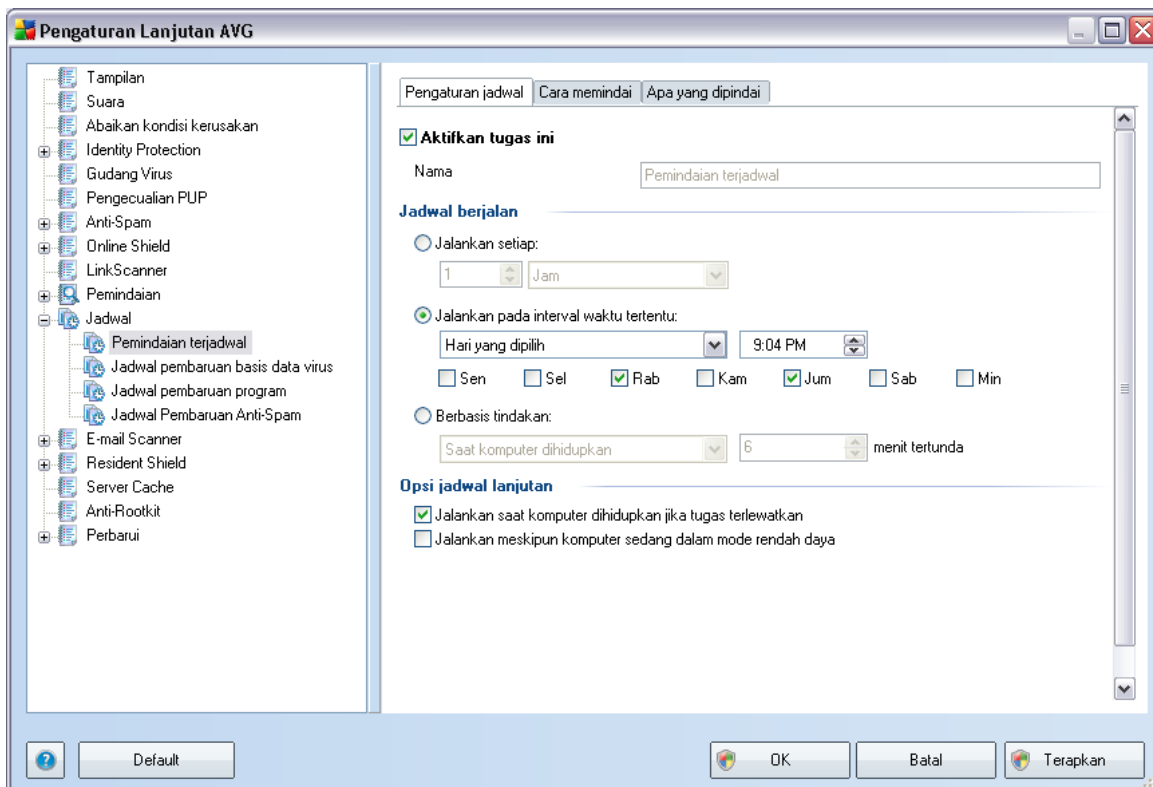 Pengaturan Lanjutan AVG
Tampilan
Suara
Abaikan kondisi kerusakan
Identity Protection
Gudang Virus
Pengecualian PUP
Anti-Spam
Online Shield
LinkScanner
Pemindaian
Jadwal
Pemindaian terjadwal
Jadwal pembaruan basis data virus
Jadwal pembaruan program
Jadwal Pembaruan Anti-Spam
E-mail Scanner
Resident Shield
Server Cache
Anti-Rootkit
Perbarui
Pengaturan jadwal Cara memindai Apa yang dipindai
Aktifkan tugas ini
Nama Pemindaian terjadwal
Jadwal berjalan
Jalankan setiap:
1 Jam
Jalankan pada interval waktu tertentu:
Hari yang dipilih 9:04 PM
Sen Sel Rab Kam Jum Sab Min
Berbasis tindakan:
Saat komputer dihidupkan 6 menit tertunda
Opsi jadwal lanjutan
Jalankan saat komputer dihidupkan jika tugas terlewatkan
Jalankan meskipun komputer sedang dalam mode rendah daya
? Default OK Batal Terapkan